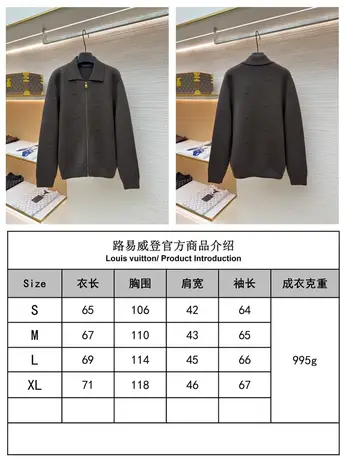 路易威登官方商品介绍
Louis vuitton/ Product Introduction
Size 衣长 胸围 肩宽 袖长 成衣克重
S 65 106 42 64
M 67 110 43 65
L 69 114 45 66
XL 71 118 46 67
995g